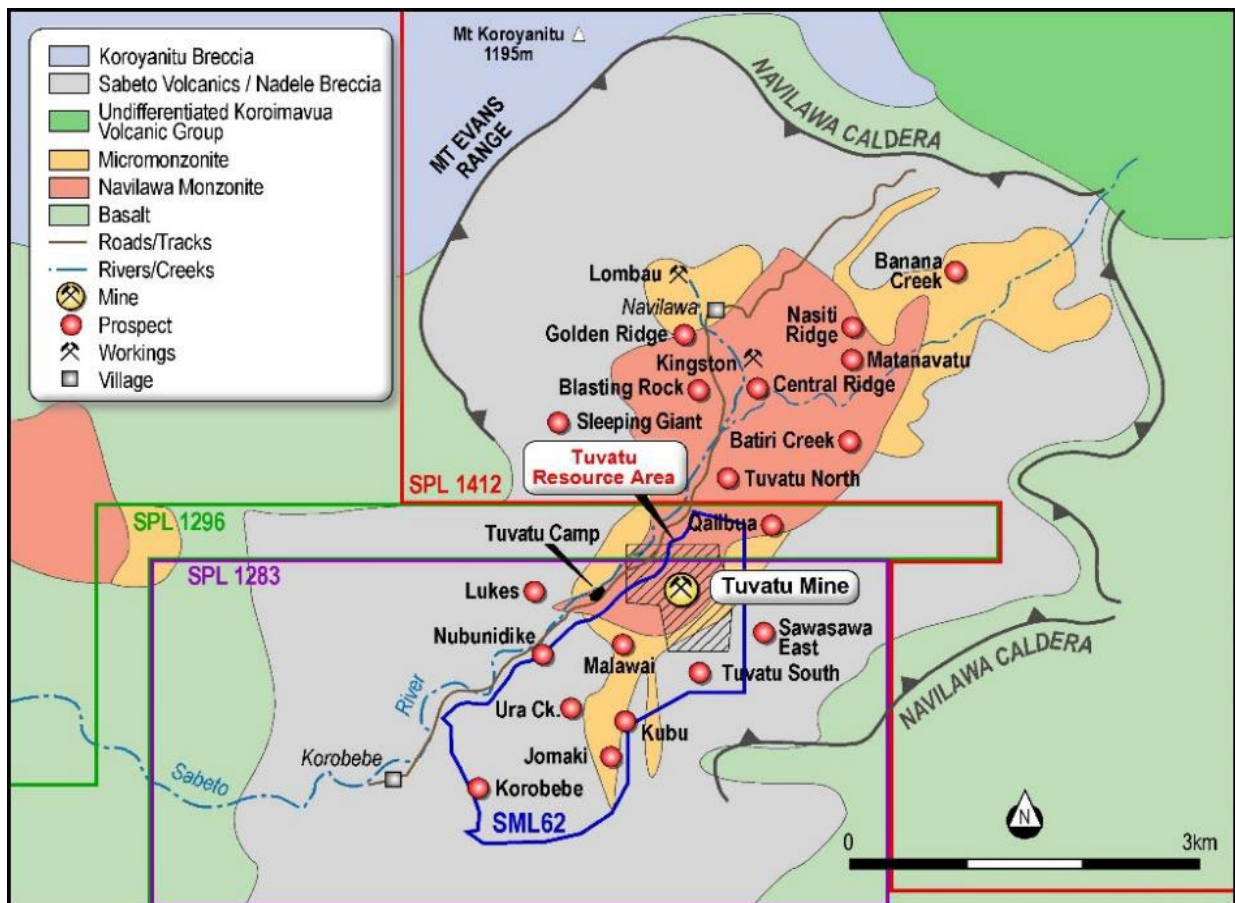 Koroyanitu Breccia
Sabeto Volcanics / Nadele Breccia
Undifferentiated Koroimavua
Volcanic Group
Micromonzonite
Navilawa Monzonite
Basalt
Roads/Tracks
Rivers/Creeks
Mine
Prospect
Workings
Village
Mt Koroyanitu
1195m
MT EVANS
RANGE
NAVILAWA CALDERA
Lombau
Navilawa
Banana
Creek
Golden Ridge
Nasiti
Ridge
Kingston
Matanavatu
Blasting Rock
Central Ridge
Sleeping Giant
Batiri Creek
Tuvatu
Resource Area
Tuvatu North
SPL 1412
SPL 1296
Qalibua
Tuvatu Camp
SPL 1283
Lukes
Tuvatu Mine
Nubunidike
Sawasawa
East
Malawai
Tuvatu South
NAVILAWA CALDERA
River
Ura Ck.
Kubu
Korobebe
Jomaki
Sabeto
Korobebe
SML62
N
0
3km